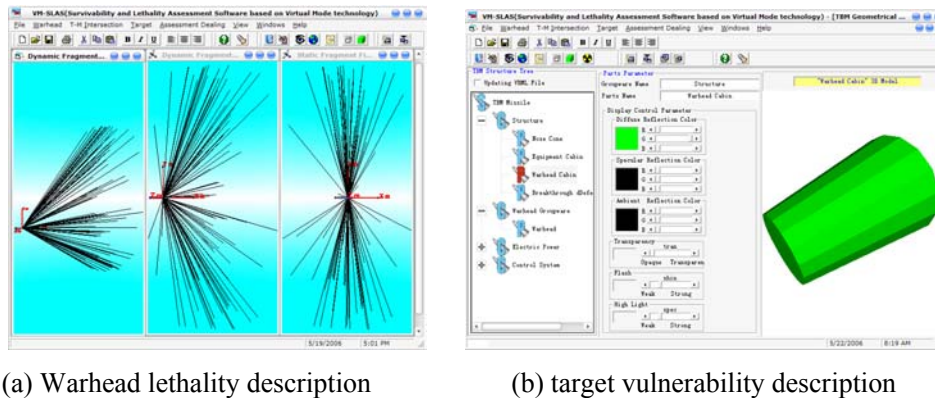 VM-SLAS(Survivability and Lethality Assessment Software based on Virtual Mode technology)
File Warhead T-M Intersection Target Assessment Dealing View Windows Help
Dynamic Fragment...
Dynamic Fragment...
Static Fragment Fi...
5/19/2006 5:01 PM
VM-SLAS(Survivability and Lethality Assessment Software based on Virtual Mode technology) - [TBM Geometrical ...
File Warhead T-M Intersection Target Assessment Dealing View Windows Help
TBM Structure Tree
Updating VRML File
TBM Missile
Structure
Nose Cone
Equipment Cabin
Warhead Cabin
Breakthrough
Warhead Groupware
Warhead
Electric Power
Control System
Parts Parameter
Groupware Name Structure
Parts Name Warhead Cabin
Display Control Parameter
Diffuse Reflection Color
R
G
B
Specular Reflection Color
R
G
B
Ambient Reflection Color
R
G
B
Transparency
tran
Opaque Transparen
Flash
shin
Weak Strong
High Light
spec
Weak Strong
"Warhead Cabin" 3D Model
5/22/2006 8:19 AM
(a) Warhead lethality description
(b) target vulnerability description